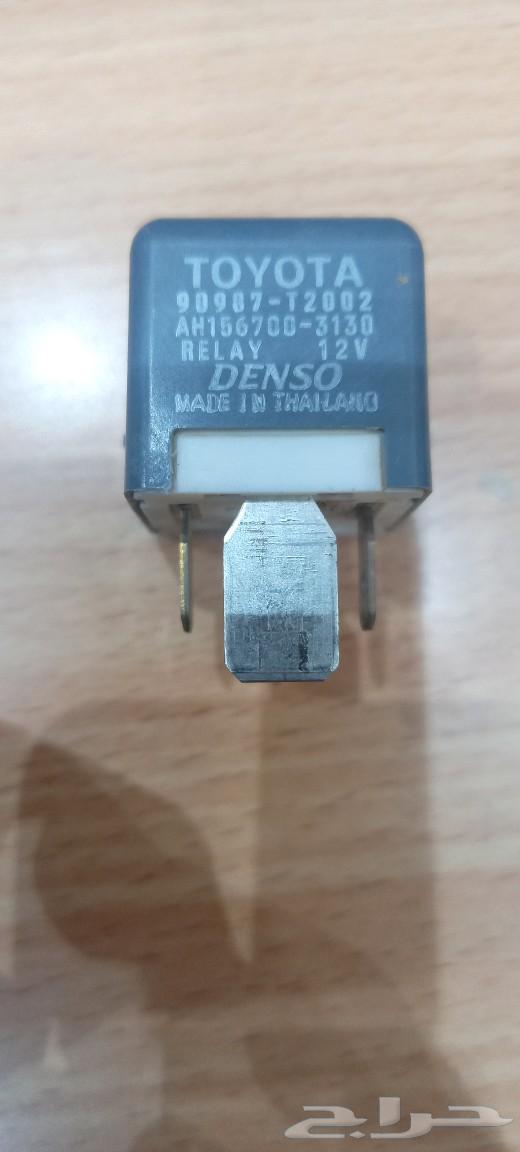 TOYOTA
90987-T2002
AH156700-3130
RELAY 12V
DENSO
MADE IN THAILAND
حراج